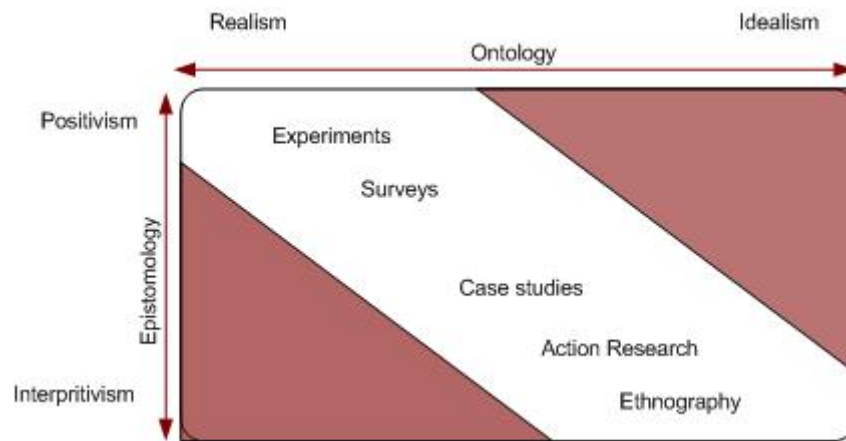 Realism
Idealism
Ontology
Positivism
Experiments
Surveys
Epistomology
Case studies
Action Research
Interpritivism
Ethnography